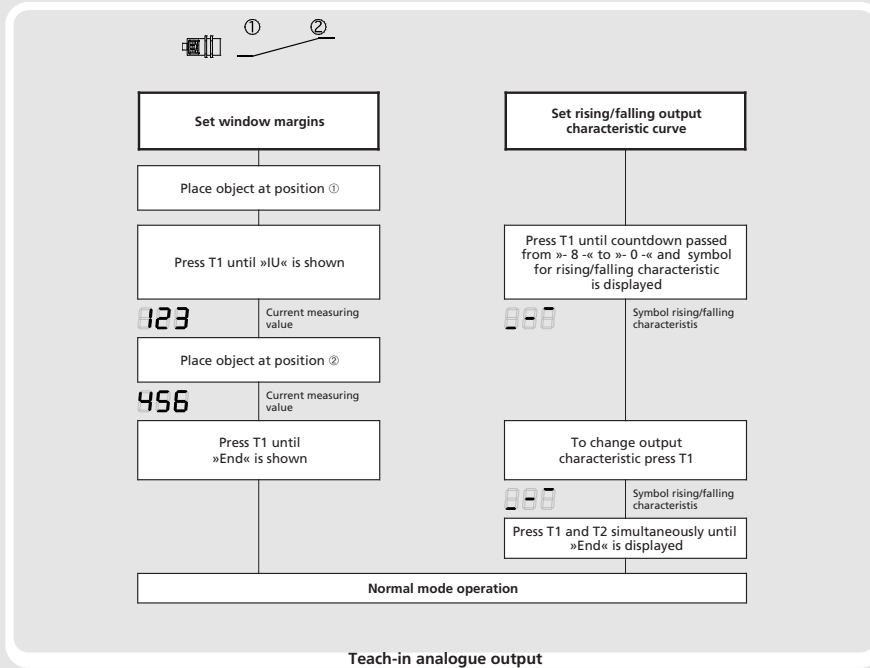 ① ②
Set window margins
Place object at position ①
Press T1 until »IU« is shown
123
Current measuring
value
Place object at position ②
456
Current measuring
value
Press T1 until
»End« is shown
Set rising/falling output
characteristic curve
Press T1 until countdown passed
from »- 8 -« to »- 0 -« and symbol
for rising/falling characteristic
is displayed
Symbol rising/falling
characteristis
To change output
characteristic press T1
Symbol rising/falling
characteristis
Press T1 and T2 simultaneously until
»End« is displayed
Normal mode operation
Teach-in analogue output